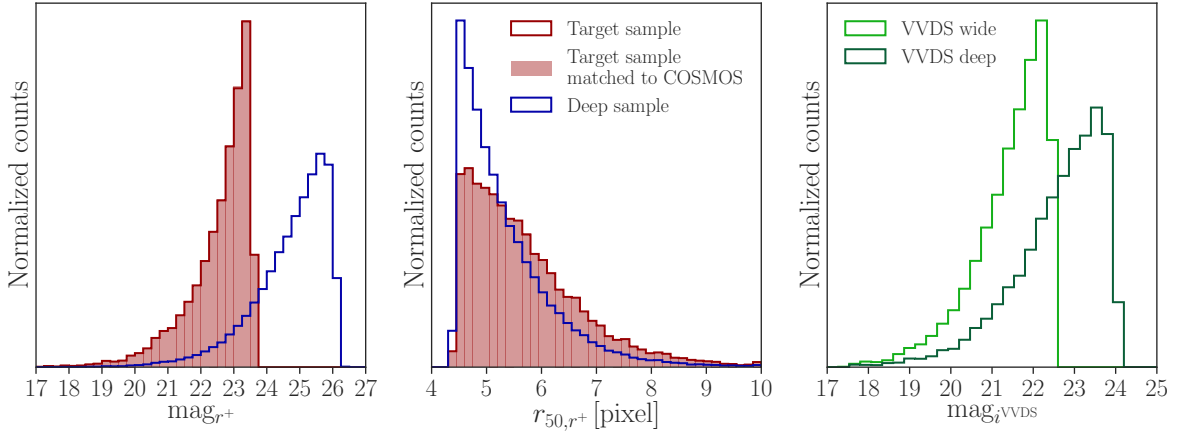 Normalized counts
17 18 19 20 21 22 23 24 25 26 27
mag_{r^+}
Normalized counts
Target sample
Target sample
matched to COSMOS
Deep sample
4 5 6 7 8 9 10
r_{50,r^+} [pixel]
Normalized counts
VVDS wide
VVDS deep
17 18 19 20 21 22 23 24 25
mag_{i^{VVDS}}